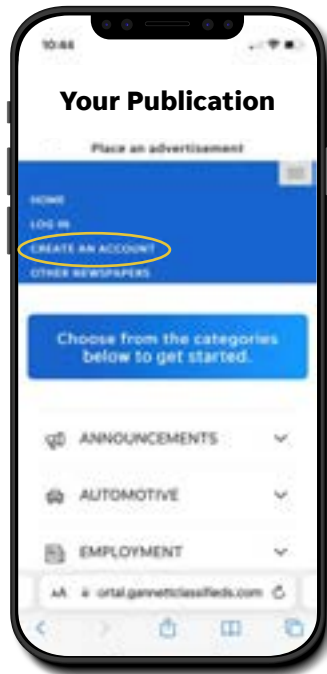 10:44
Your Publication
Place an advertisement
HOME
LOG IN
CREATE AN ACCOUNT
OTHER NEWSPAPERS
Choose from the categories
below to get started.
ANNOUNCEMENTS
AUTOMOTIVE
EMPLOYMENT
AA ortal.gannettclassifieds.com